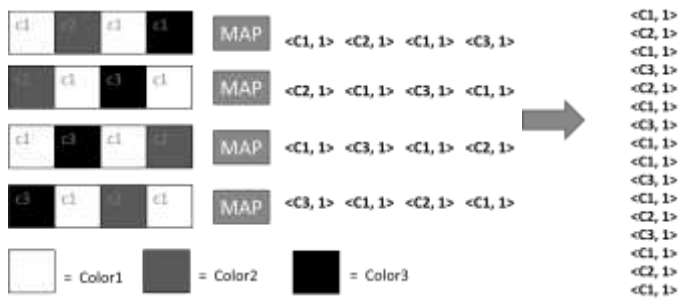 c1 c2 c1 MAP <C1, 1> <C2, 1> <C1, 1> <C3, 1>
c1 c3 c1 MAP <C2, 1> <C1, 1> <C3, 1> <C1, 1>
c1 c3 c1 MAP <C1, 1> <C3, 1> <C1, 1> <C2, 1>
c3 c1 c1 MAP <C3, 1> <C1, 1> <C2, 1> <C1, 1>
= Color1 = Color2 = Color3
<C1, 1>
<C2, 1>
<C1, 1>
<C3, 1>
<C2, 1>
<C1, 1>
<C3, 1>
<C1, 1>
<C1, 1>
<C3, 1>
<C1, 1>
<C2, 1>
<C3, 1>
<C1, 1>
<C2, 1>
<C1, 1>